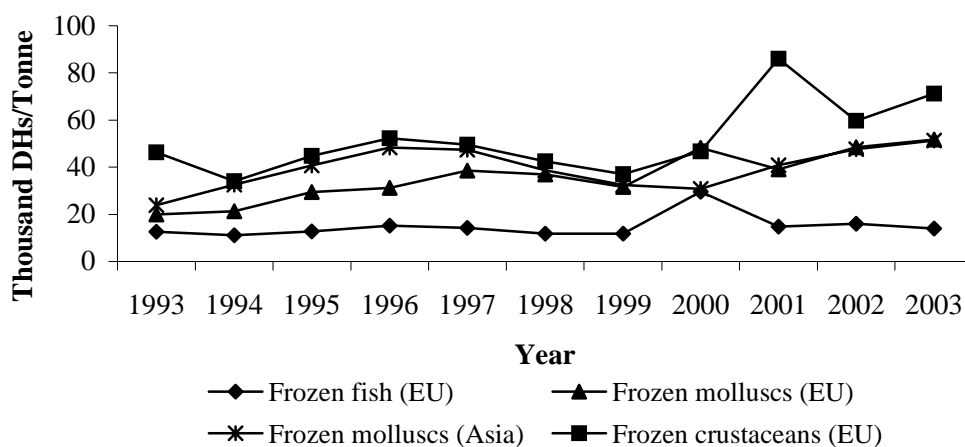 Thousand DHs/Tonne
100
80
60
40
20
0
1993 1994 1995 1996 1997 1998 1999 2000 2001 2002 2003
Year
Frozen fish (EU) Frozen molluscs (EU)
Frozen molluscs (Asia) Frozen crustaceans (EU)